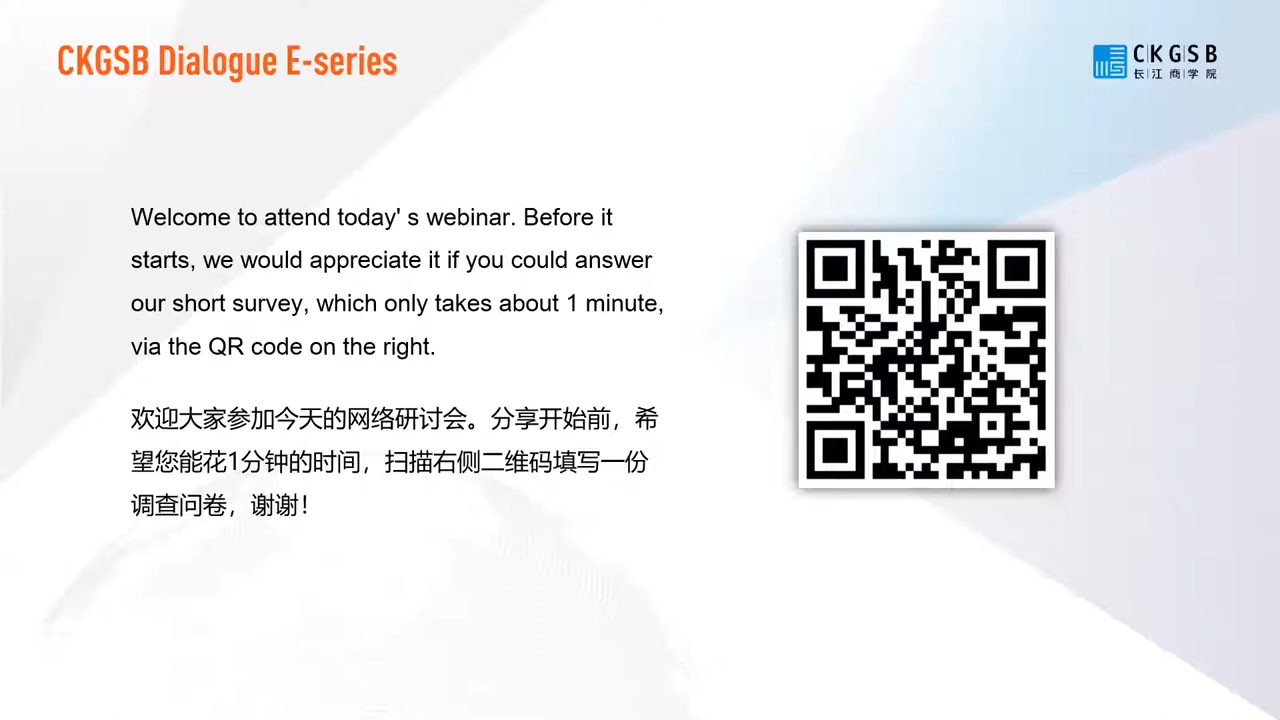 CKGSB Dialogue E-series
CKGSB
长江商学院
Welcome to attend today' s webinar. Before it
starts, we would appreciate it if you could answer
our short survey, which only takes about 1 minute,
via the QR code on the right.
欢迎大家参加今天的网络研讨会。分享开始前，希
望您能花1分钟的时间，扫描右侧二维码填写一份
调查问卷，谢谢！